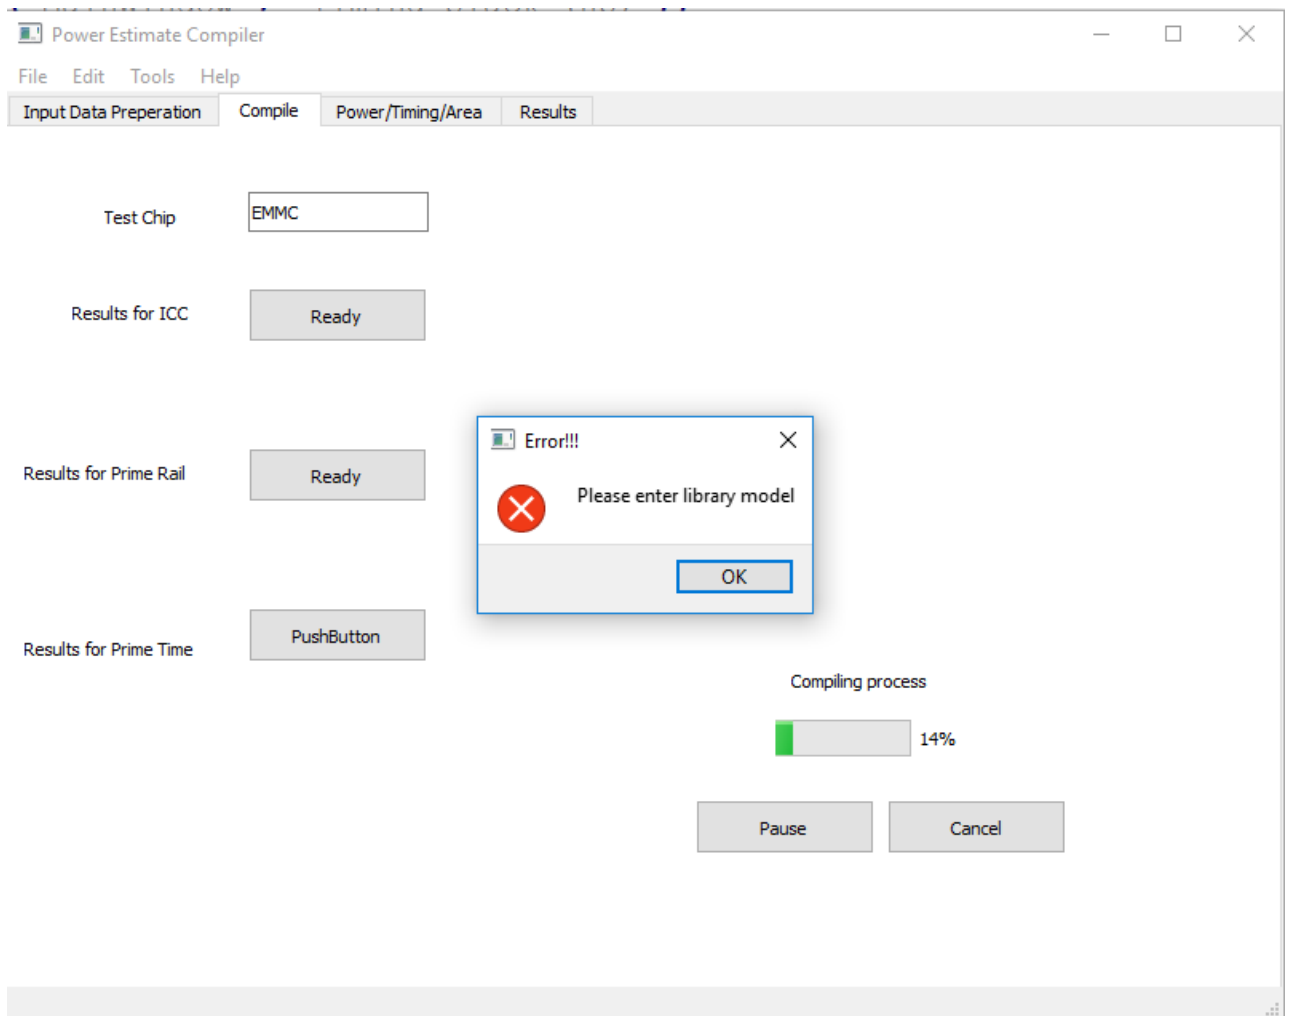 Power Estimate Compiler
File Edit Tools Help
Input Data Preperation Compile Power/Timing/Area Results
Test Chip EMMC
Results for ICC Ready
Error!!!
Please enter library model
OK
Results for Prime Rail Ready
Results for Prime Time PushButton
Compiling process
14%
Pause Cancel